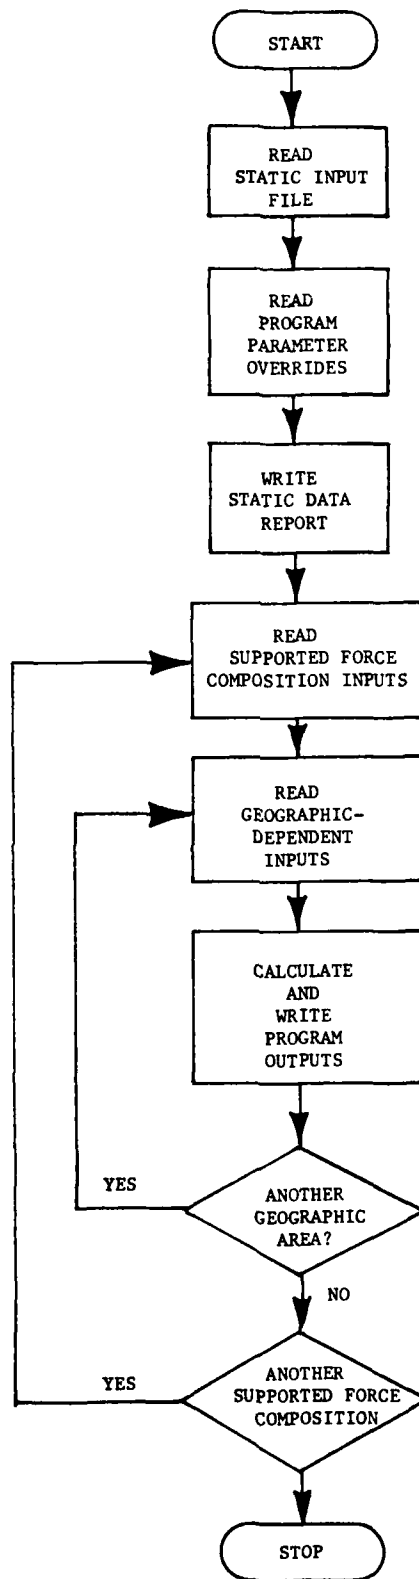 START
READ
STATIC INPUT
FILE
READ
PROGRAM
PARAMETER
OVERRIDES
WRITE
STATIC DATA
REPORT
READ
SUPPORTED FORCE
COMPOSITION INPUTS
READ
GEOGRAPHIC-
DEPENDENT
INPUTS
CALCULATE
AND
WRITE
PROGRAM
OUTPUTS
YES
ANOTHER
GEOGRAPHIC
AREA?
NO
YES
ANOTHER
SUPPORTED FORCE
COMPOSITION
STOP